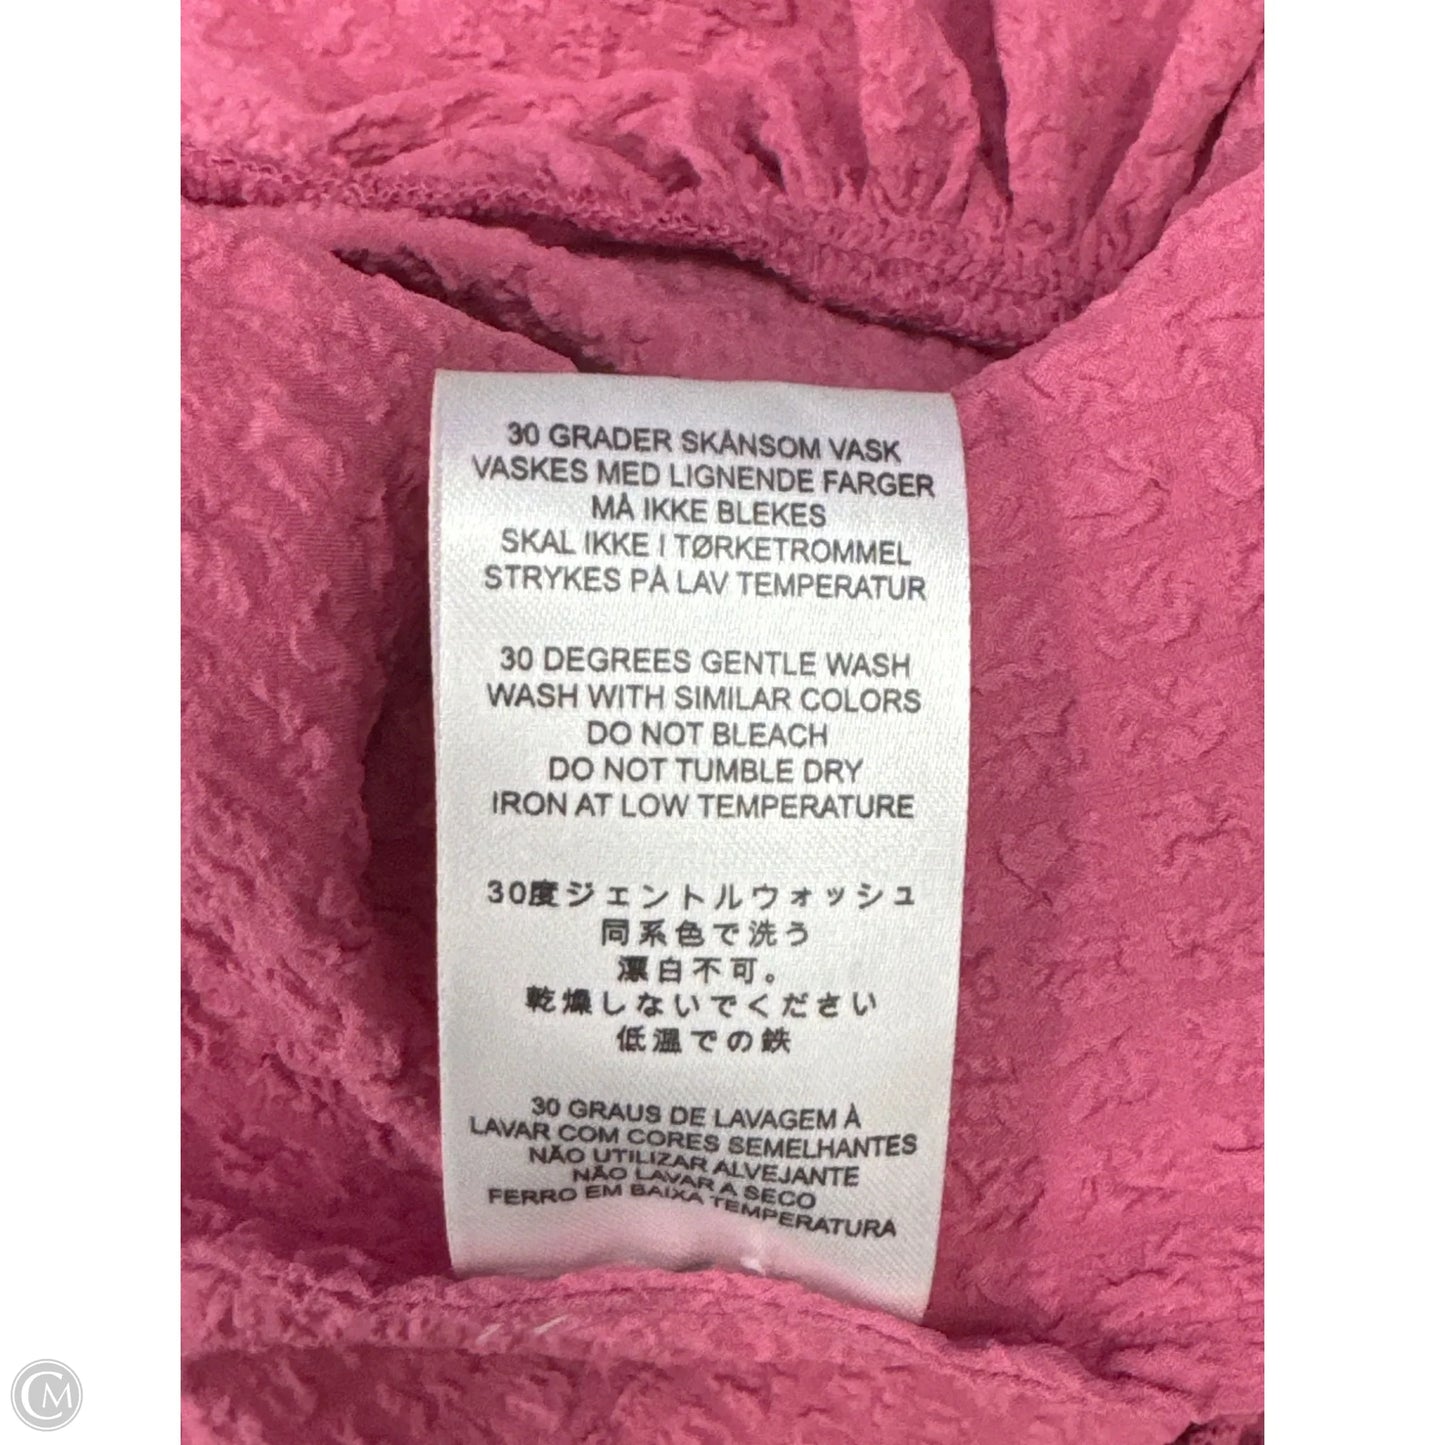 30 GRADER SKÅNSOM VASK
VASKES MED LIGNENDE FARGER
MÅ IKKE BLEKES
SKAL IKKE I TØRKETROMMEL
STRYKES PÅ LAV TEMPERATUR
30 DEGREES GENTLE WASH
WASH WITH SIMILAR COLORS
DO NOT BLEACH
DO NOT TUMBLE DRY
IRON AT LOW TEMPERATURE
30度ジェントルウォッシュ
同系色で洗う
漂白不可。
乾燥しないでください
低温での鉄
30 GRAUS DE LAVAGEM À
LAVAR COM CORES SEMELHANTES
NÃO UTILIZAR ALVEJANTE
NÃO LAVAR A SECO
FERRO EM BAIXA TEMPERATURA
CM